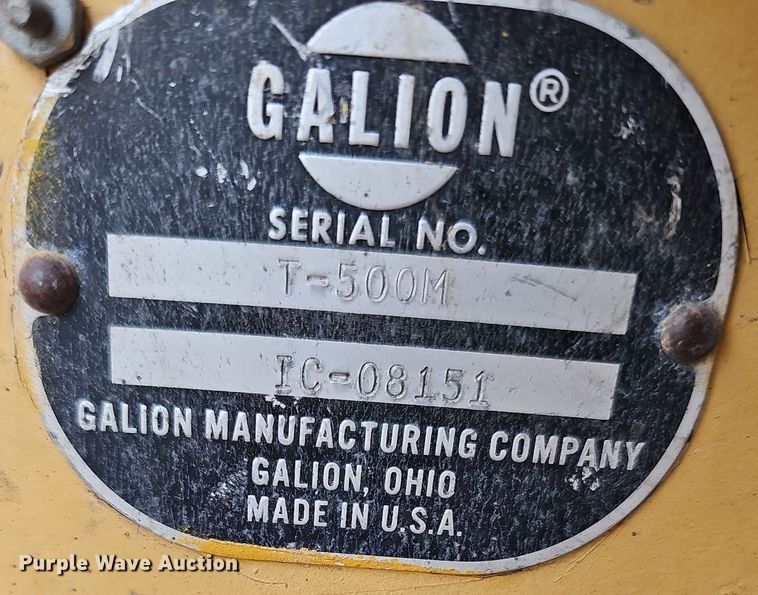 GALION®
SERIAL NO.
T-500M
IC-08151
GALION MANUFACTURING COMPANY
GALION, OHIO
MADE IN U.S.A.
Purple Wave Auction